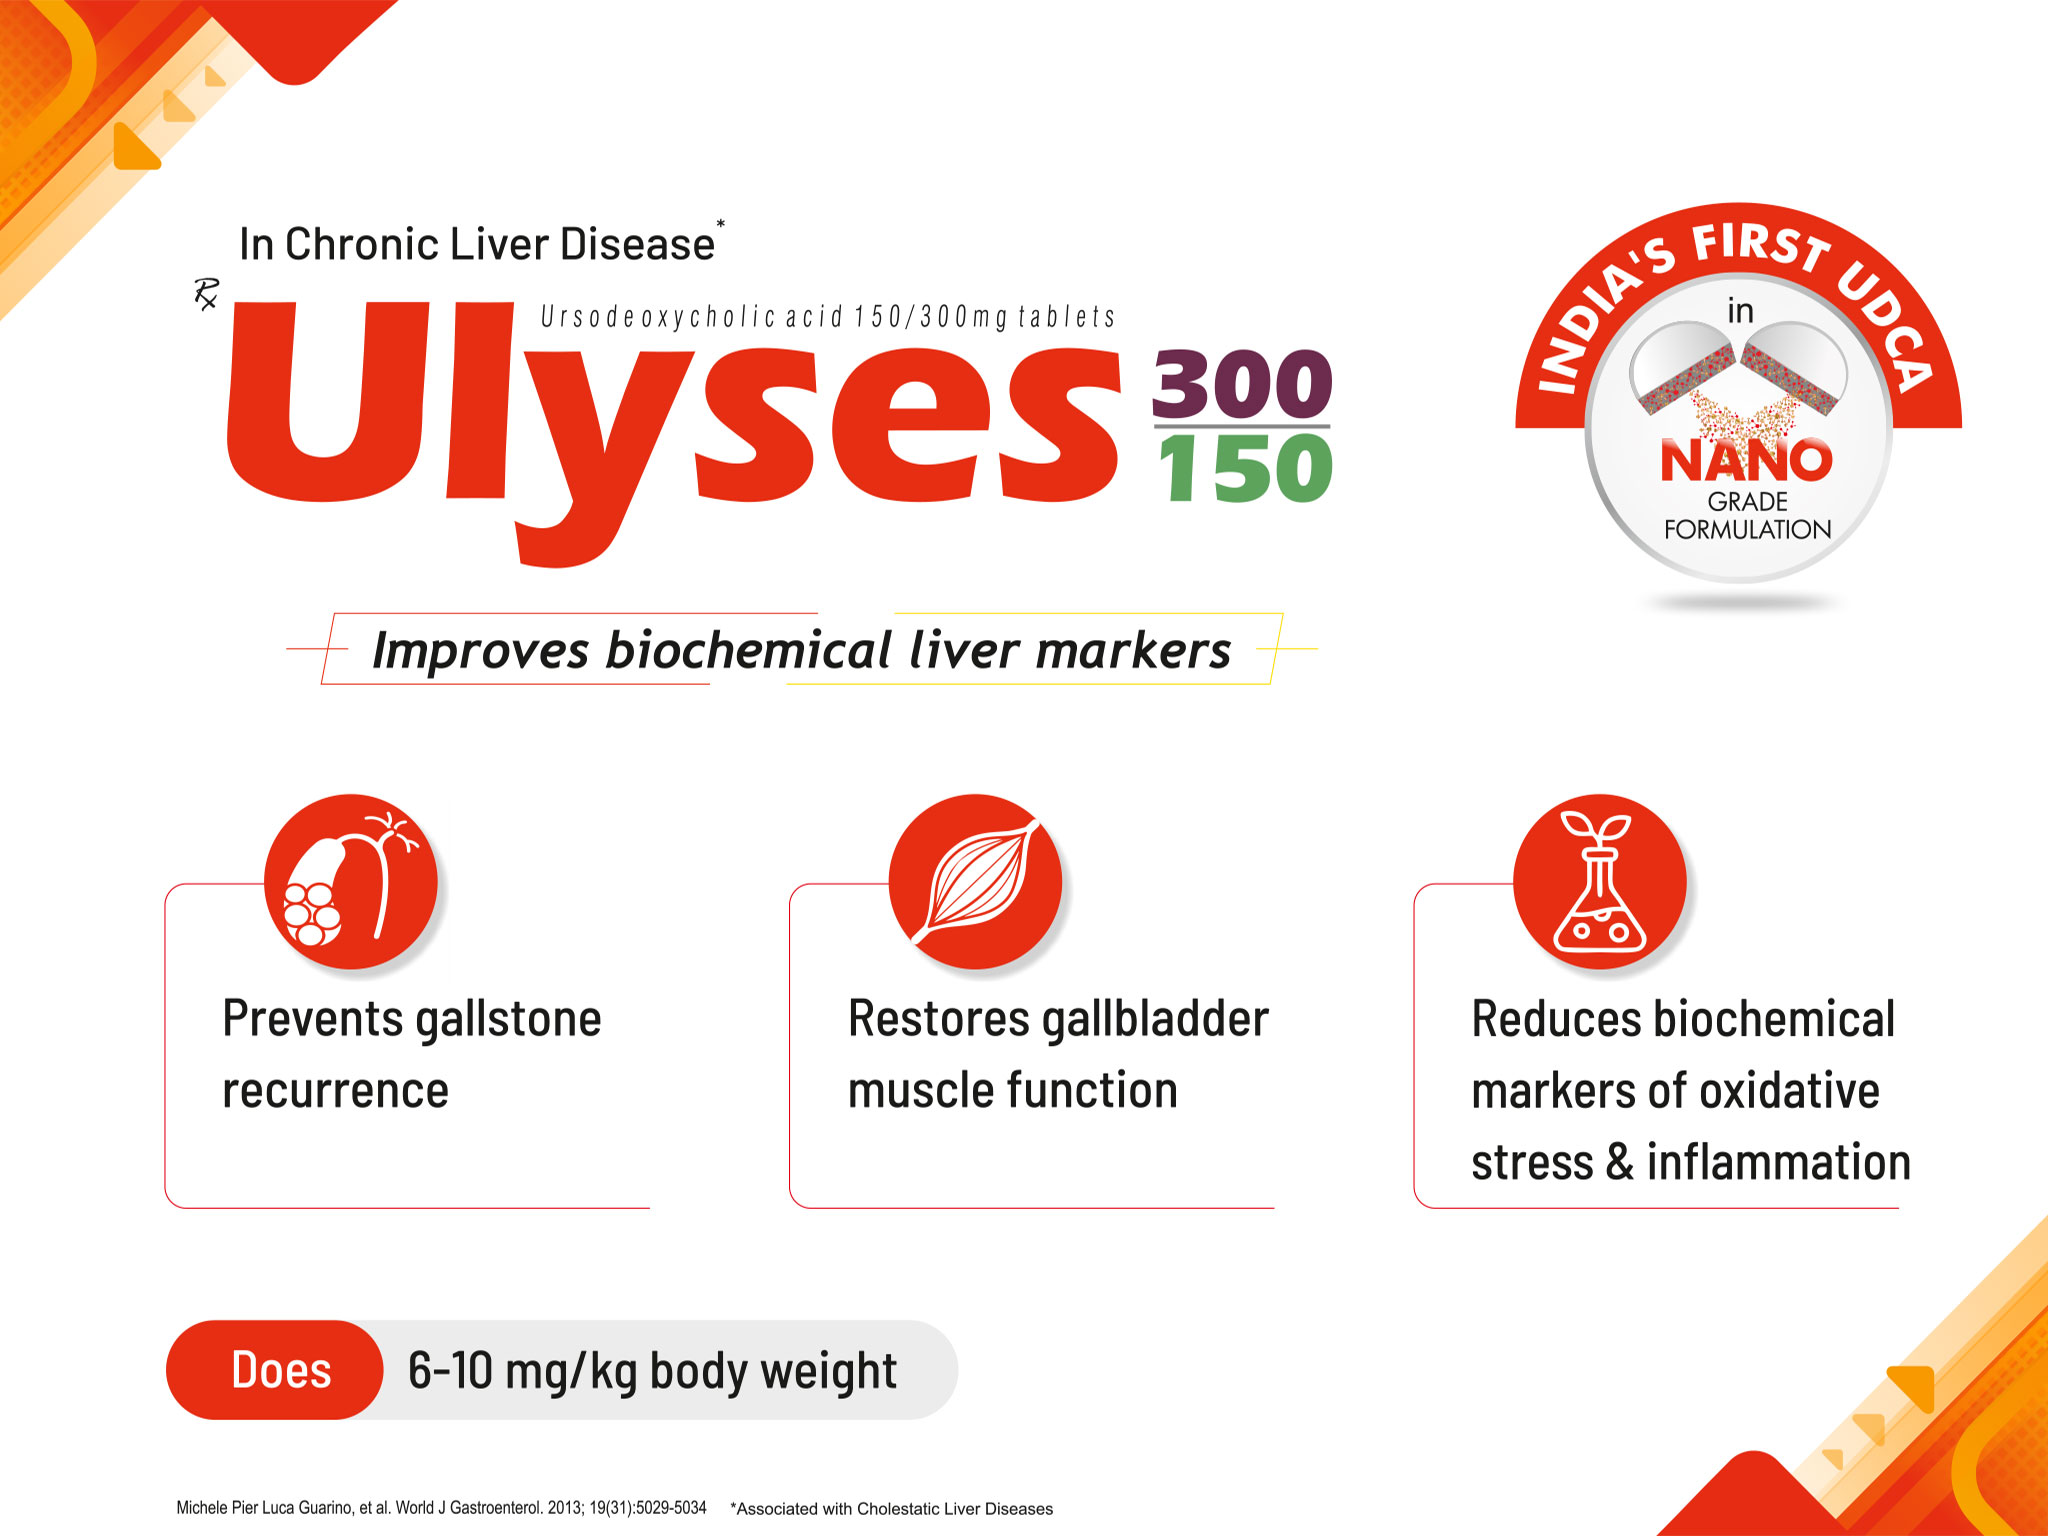 In Chronic Liver Disease*
Rx
Ursodeoxycholic acid 150/300mg tablets
Ulyses 300
150
INDIA'S FIRST UDCA
in
NANO
GRADE
FORMULATION
Improves biochemical liver markers
Prevents gallstone
recurrence
Restores gallbladder
muscle function
Reduces biochemical
markers of oxidative
stress & inflammation
Does 6-10 mg/kg body weight
Michele Pier Luca Guarino, et al. World J Gastroenterol. 2013; 19(31):5029-5034 *Associated with Cholestatic Liver Diseases